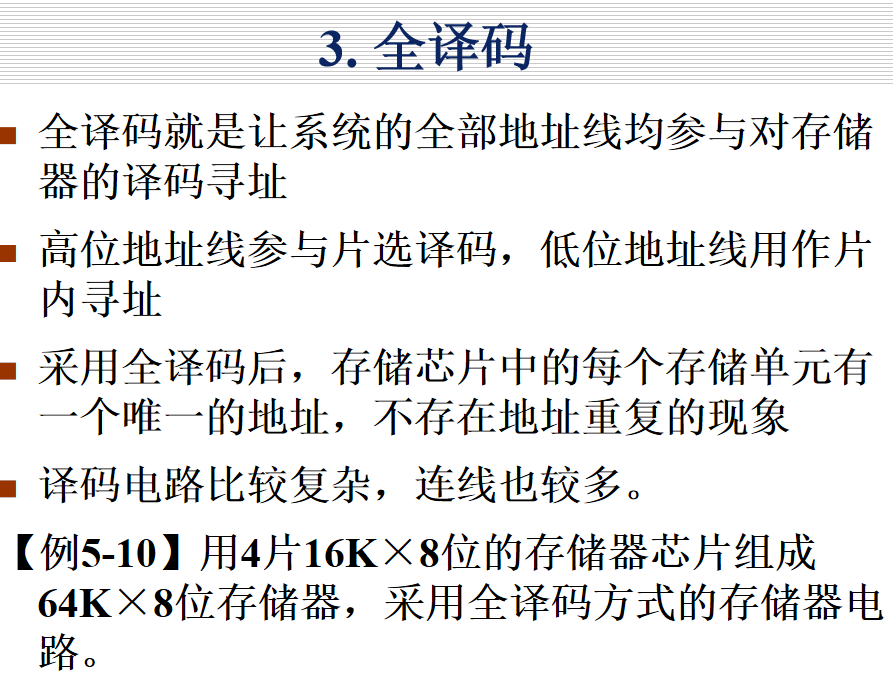 3. 全译码
全译码就是让系统的全部地址线均参与对存储
器的译码寻址
高位地址线参与片选译码，低位地址线用作片
内寻址
采用全译码后，存储芯片中的每个存储单元有
一个唯一的地址，不存在地址重复的现象
译码电路比较复杂，连线也较多。
【例5-10】用4片16K×8位的存储器芯片组成
64K×8位存储器，采用全译码方式的存储器电
路。